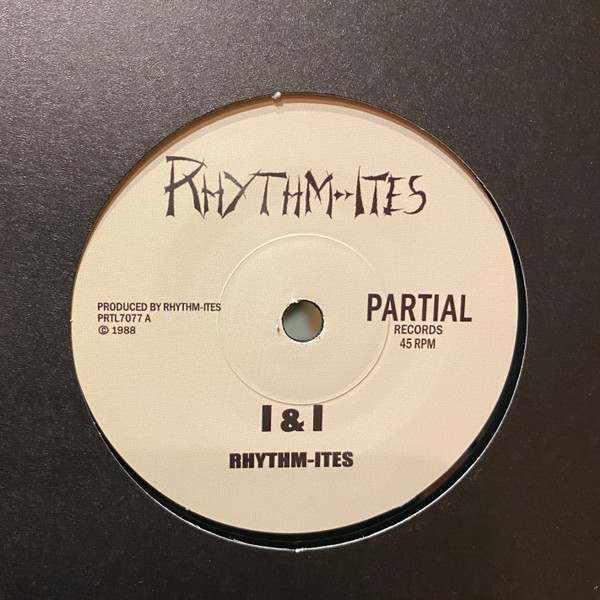 RHYTHM-ITES
PRODUCED BY RHYTHM-ITES
PRTL7077 A
© 1988
PARTIAL
RECORDS
45 RPM
I & I
RHYTHM-ITES